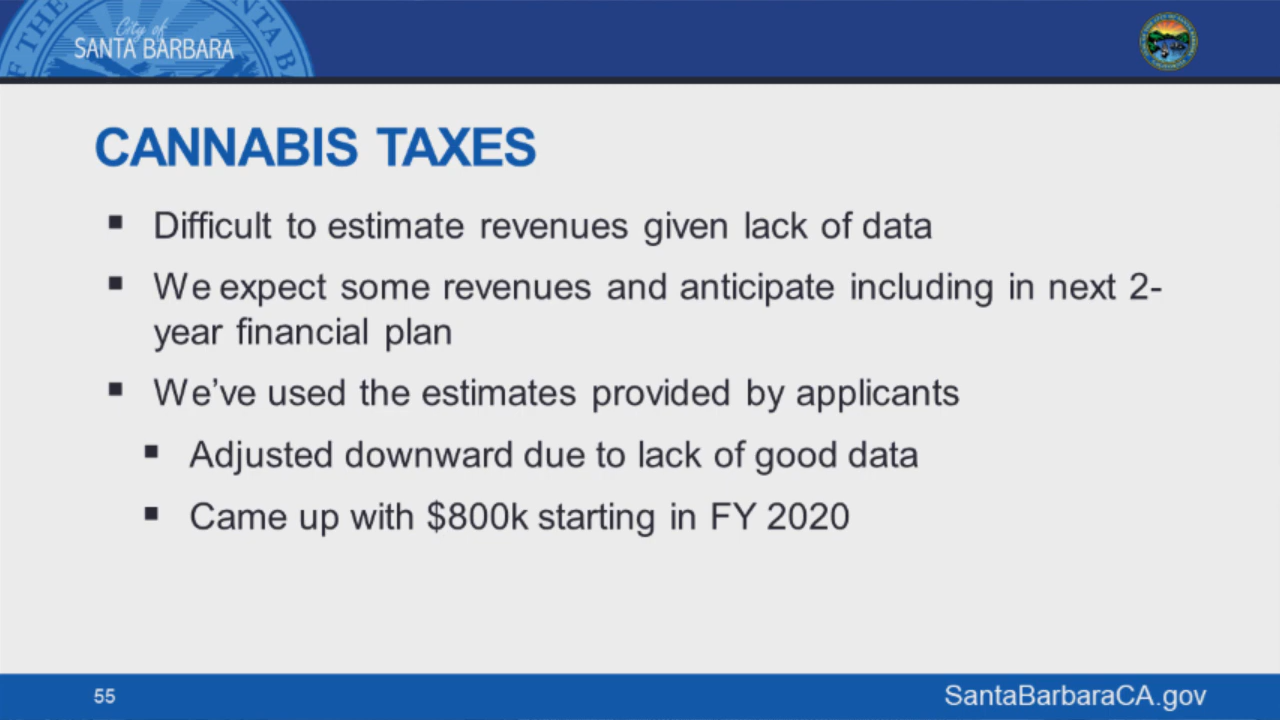 City of
SANTA BARBARA
CANNABIS TAXES
▪ Difficult to estimate revenues given lack of data
▪ We expect some revenues and anticipate including in next 2-
year financial plan
▪ We’ve used the estimates provided by applicants
▪ Adjusted downward due to lack of good data
▪ Came up with $800k starting in FY 2020
55
SantaBarbaraCA.gov